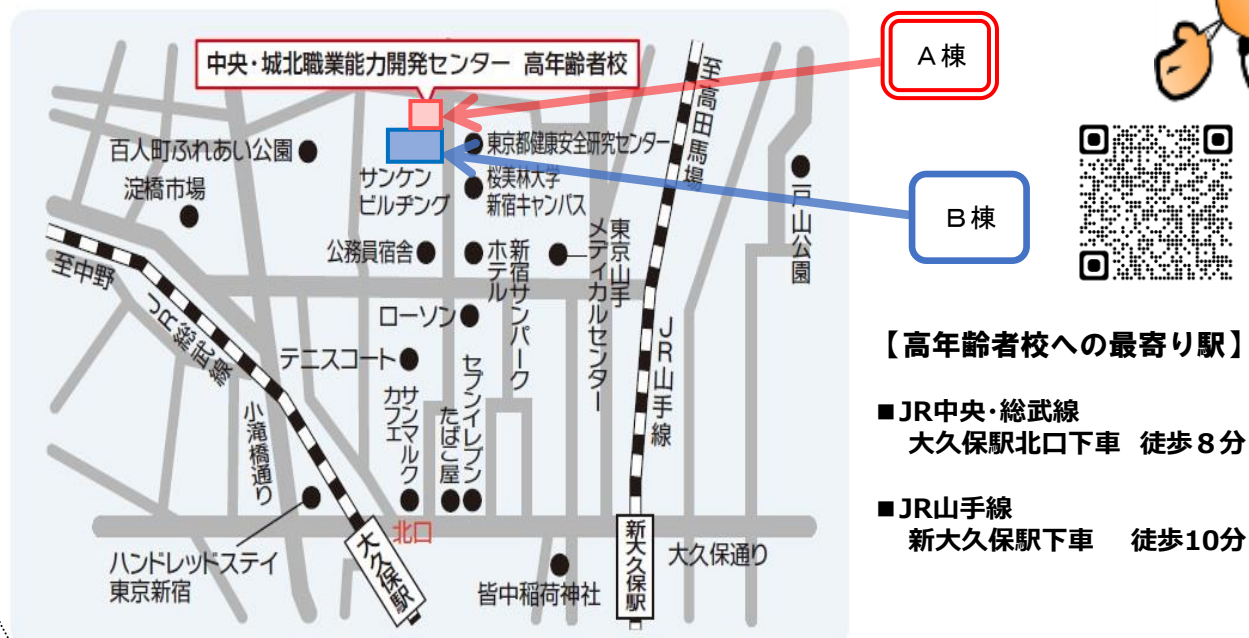 中央・城北職業能力開発センター 高年齢者校
A棟
至高田馬場
百人町ふれあい公園
東京都健康安全研究センター
淀橋市場
サンケン
ビルヂング
桜美林大学
新宿キャンパス
戸山公園
B棟
公務員宿舎
新宿サンパーク
ホテル
東京山手
メディカルセンター
至中野
JR総武線
ローソン
JR山手線
テニスコート
サンマルク
カフェ
たばこ屋
セブンイレブン
小滝橋通り
北口
大久保駅
新大久保駅
大久保通り
ハンドレッドステイ
東京新宿
皆中稲荷神社
【高年齢者校への最寄り駅】
■JR中央・総武線
大久保駅北口下車 徒歩8分
■JR山手線
新大久保駅下車 徒歩10分